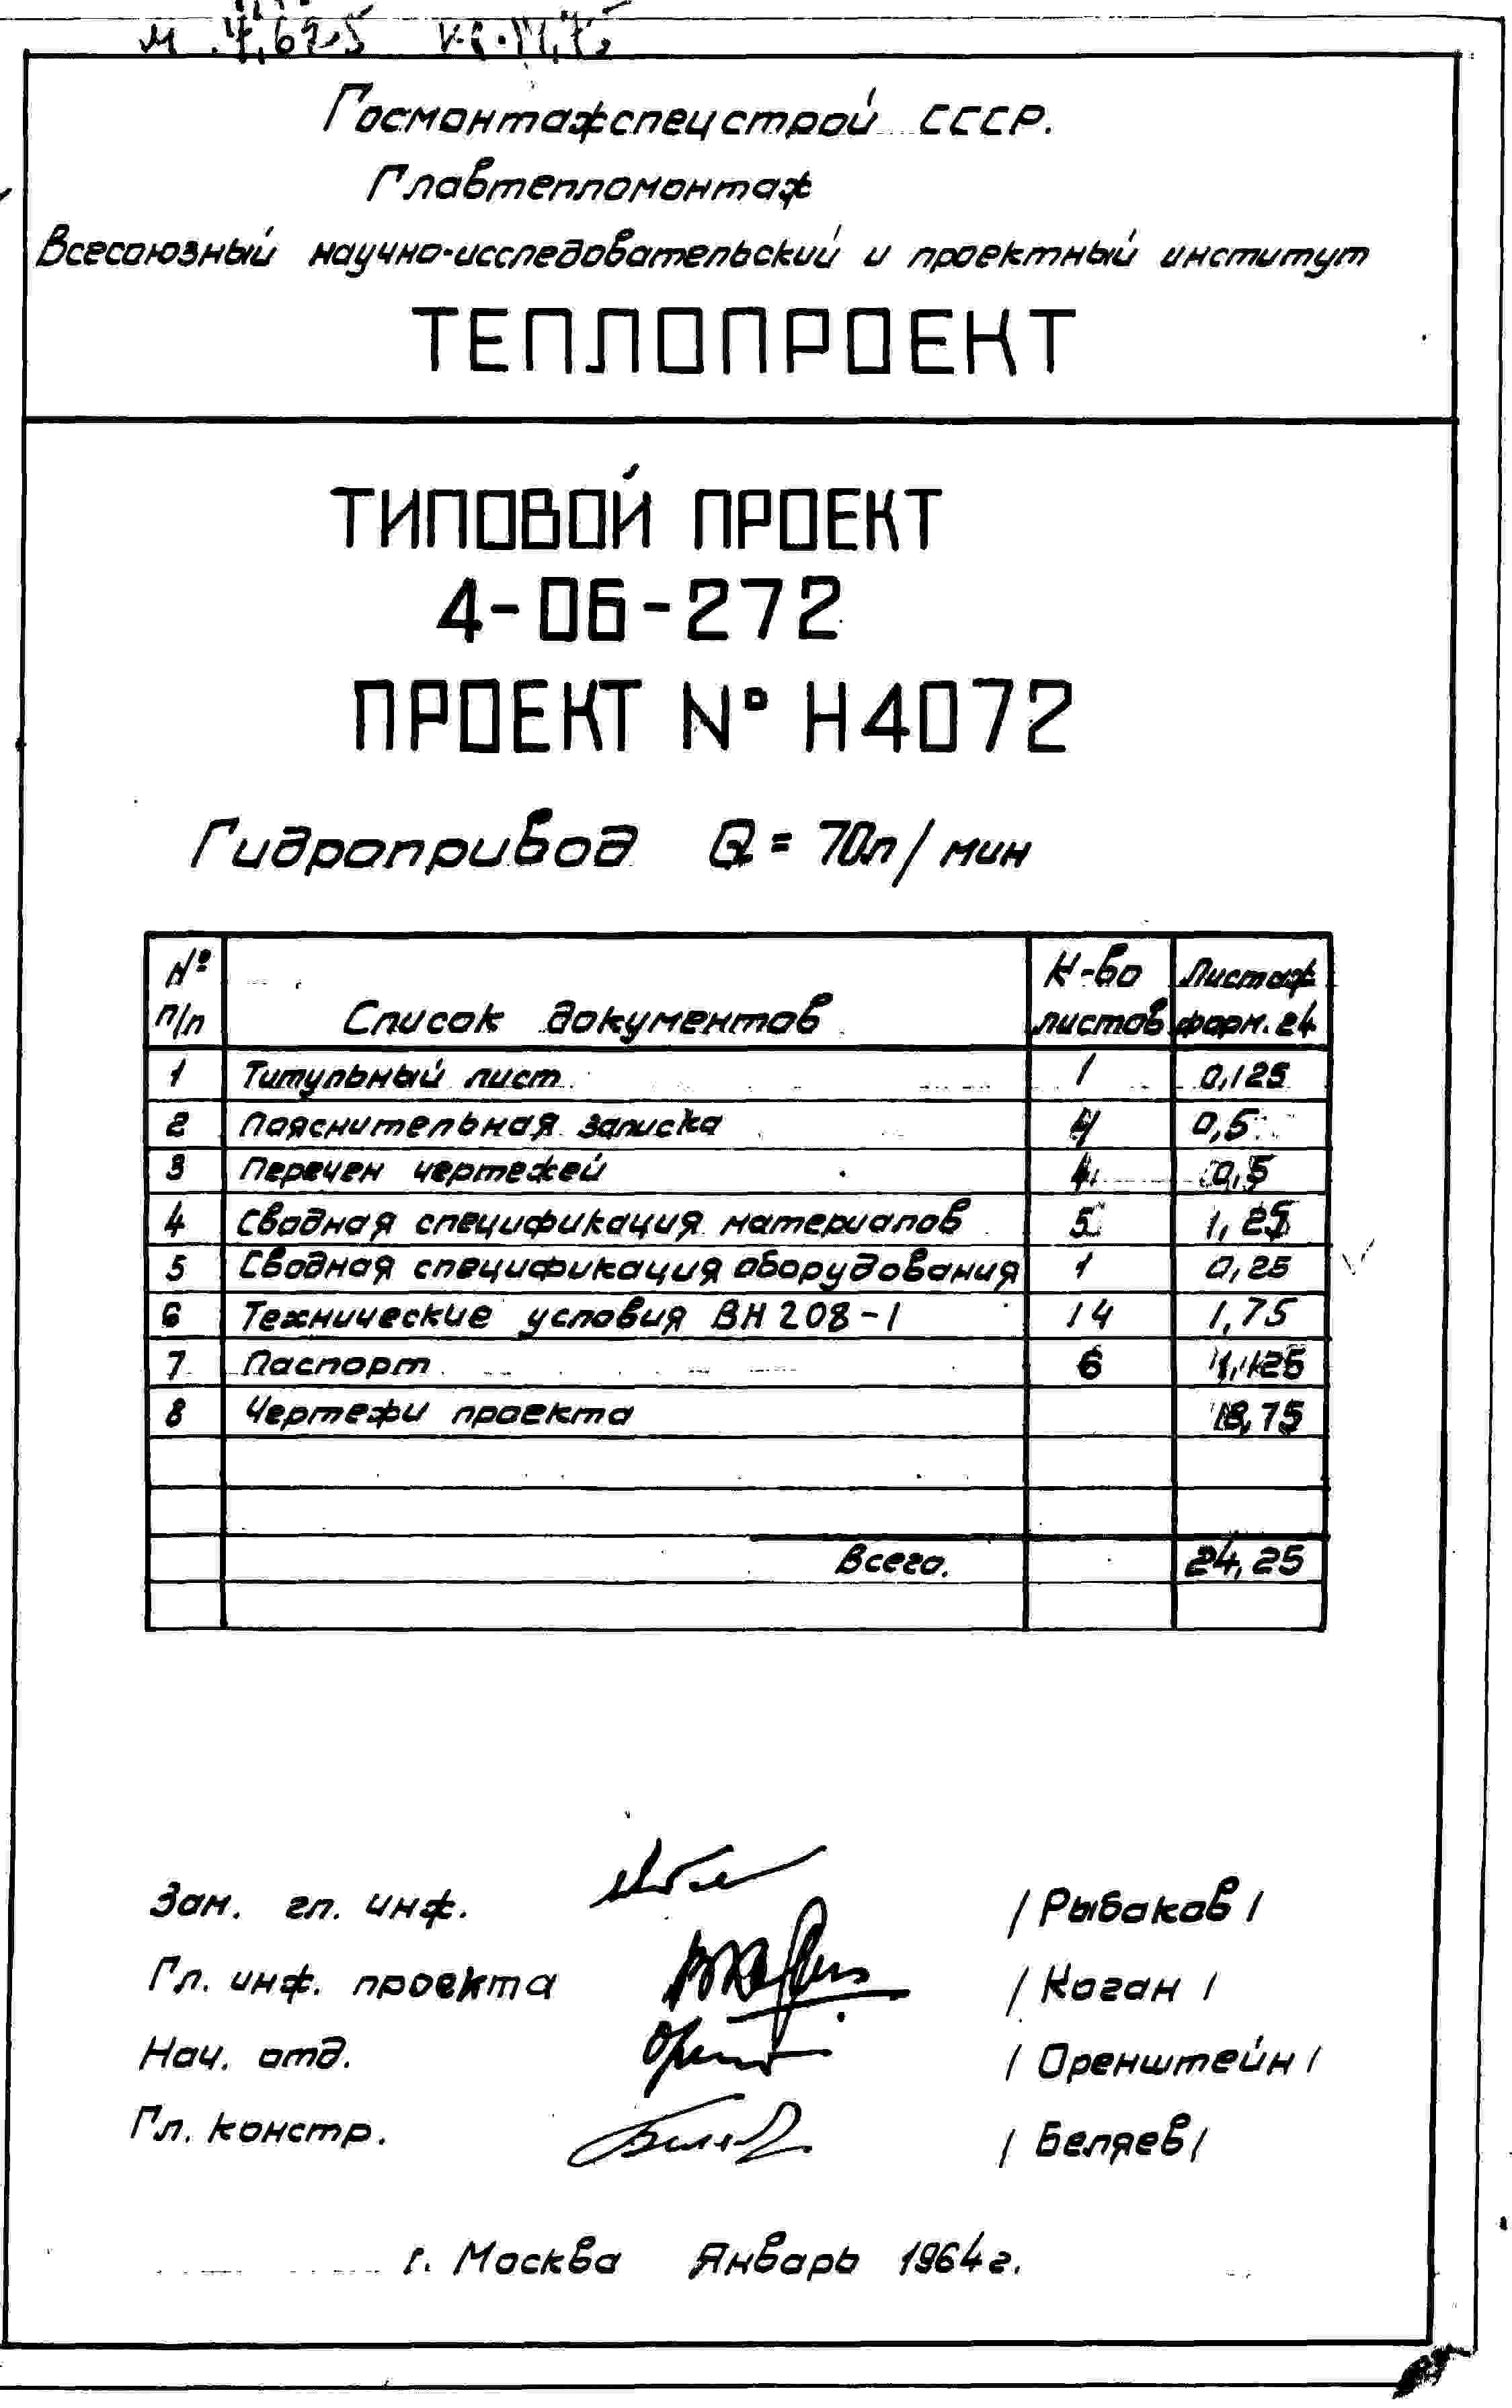 Госмонтажспецстрой СССР.
Главтепломонтаж
Всесоюзный научно-исследовательский и проектный институт
ТЕПЛОПРОЕКТ
ТИПОВОЙ ПРОЕКТ
4-06-272
ПРОЕКТ N° Н4072
Гидропривод Q = 70л/мин
№ п/п Список документов К-во листов Листаж форм. 24
1 Титульный лист 1 0,125
2 Пояснительная записка 4 0,5
3 Перечен чертежей 4 0,5
4 Сводная спецификация материалов 5 1,25
5 Сводная спецификация оборудования 1 0,25
6 Технические условия ВН 208-1 14 1,75
7 Паспорт 6
8 Чертежи проекта 18,75
Всего. 24,25
Зам. гл. инж. /Рыбаков/
Гл. инж. проекта /Коган/
Нач. отд. /Оренштейн/
Гл. констр. /Беляев/
г. Москва Январь 1964г.